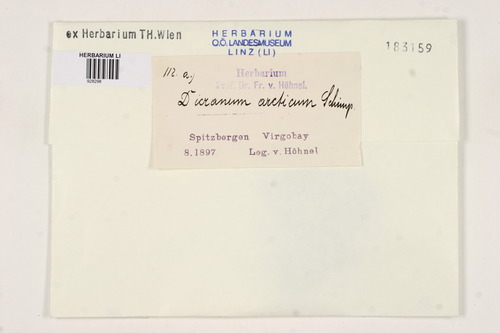 ex Herbarium TH.Wien
HERBARIUM
O.Ö. LANDESMUSEUM
LINZ (LI)
183159
HERBARIUM LI
112. a)
Herbarium
Prof. Dr. Fr. v. Höhnel.
Dicranum arcticum Schimp.
Spitzbergen Virgobay
8.1897 Leg. v. Höhnel